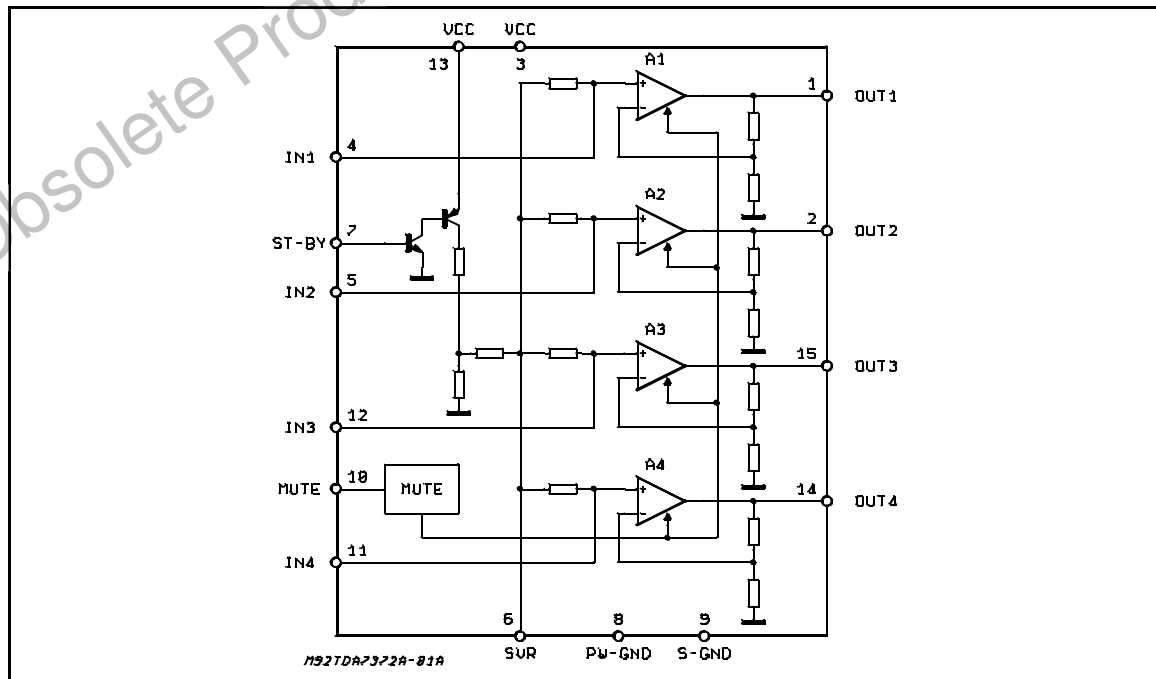 Obsolete Prod
VCC VCC
13 3
A1
1 OUT1
IN1 4
A2
2 OUT2
ST-BY 7
5
IN2
A3
15 OUT3
12
IN3
A4
MUTE 10 MUTE
14 OUT4
11
IN4
6 8 9
SVR PW-GND S-GND
M92TDA7372A-01A